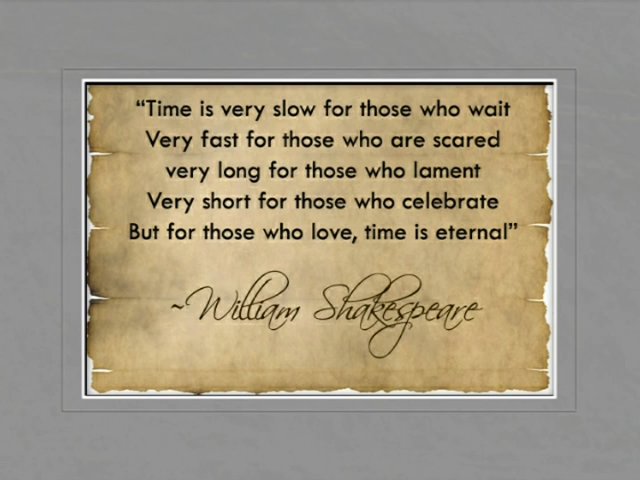 “Time is very slow for those who wait
Very fast for those who are scared
very long for those who lament
Very short for those who celebrate
But for those who love, time is eternal”
~William Shakespeare